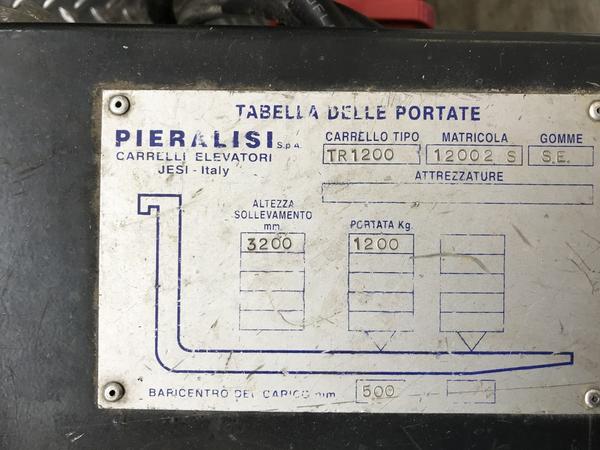 TABELLA DELLE PORTATE
PIERALISI S.p.A.
CARRELLI ELEVATORI
JESI - Italy
CARRELLO TIPO
TR1200
MATRICOLA
12002 S
GOMME
S.E.
ATTREZZATURE
ALTEZZA
SOLLEVAMENTO
mm.
3200
PORTATA Kg.
1200
BARICENTRO DEL CARICO mm
500